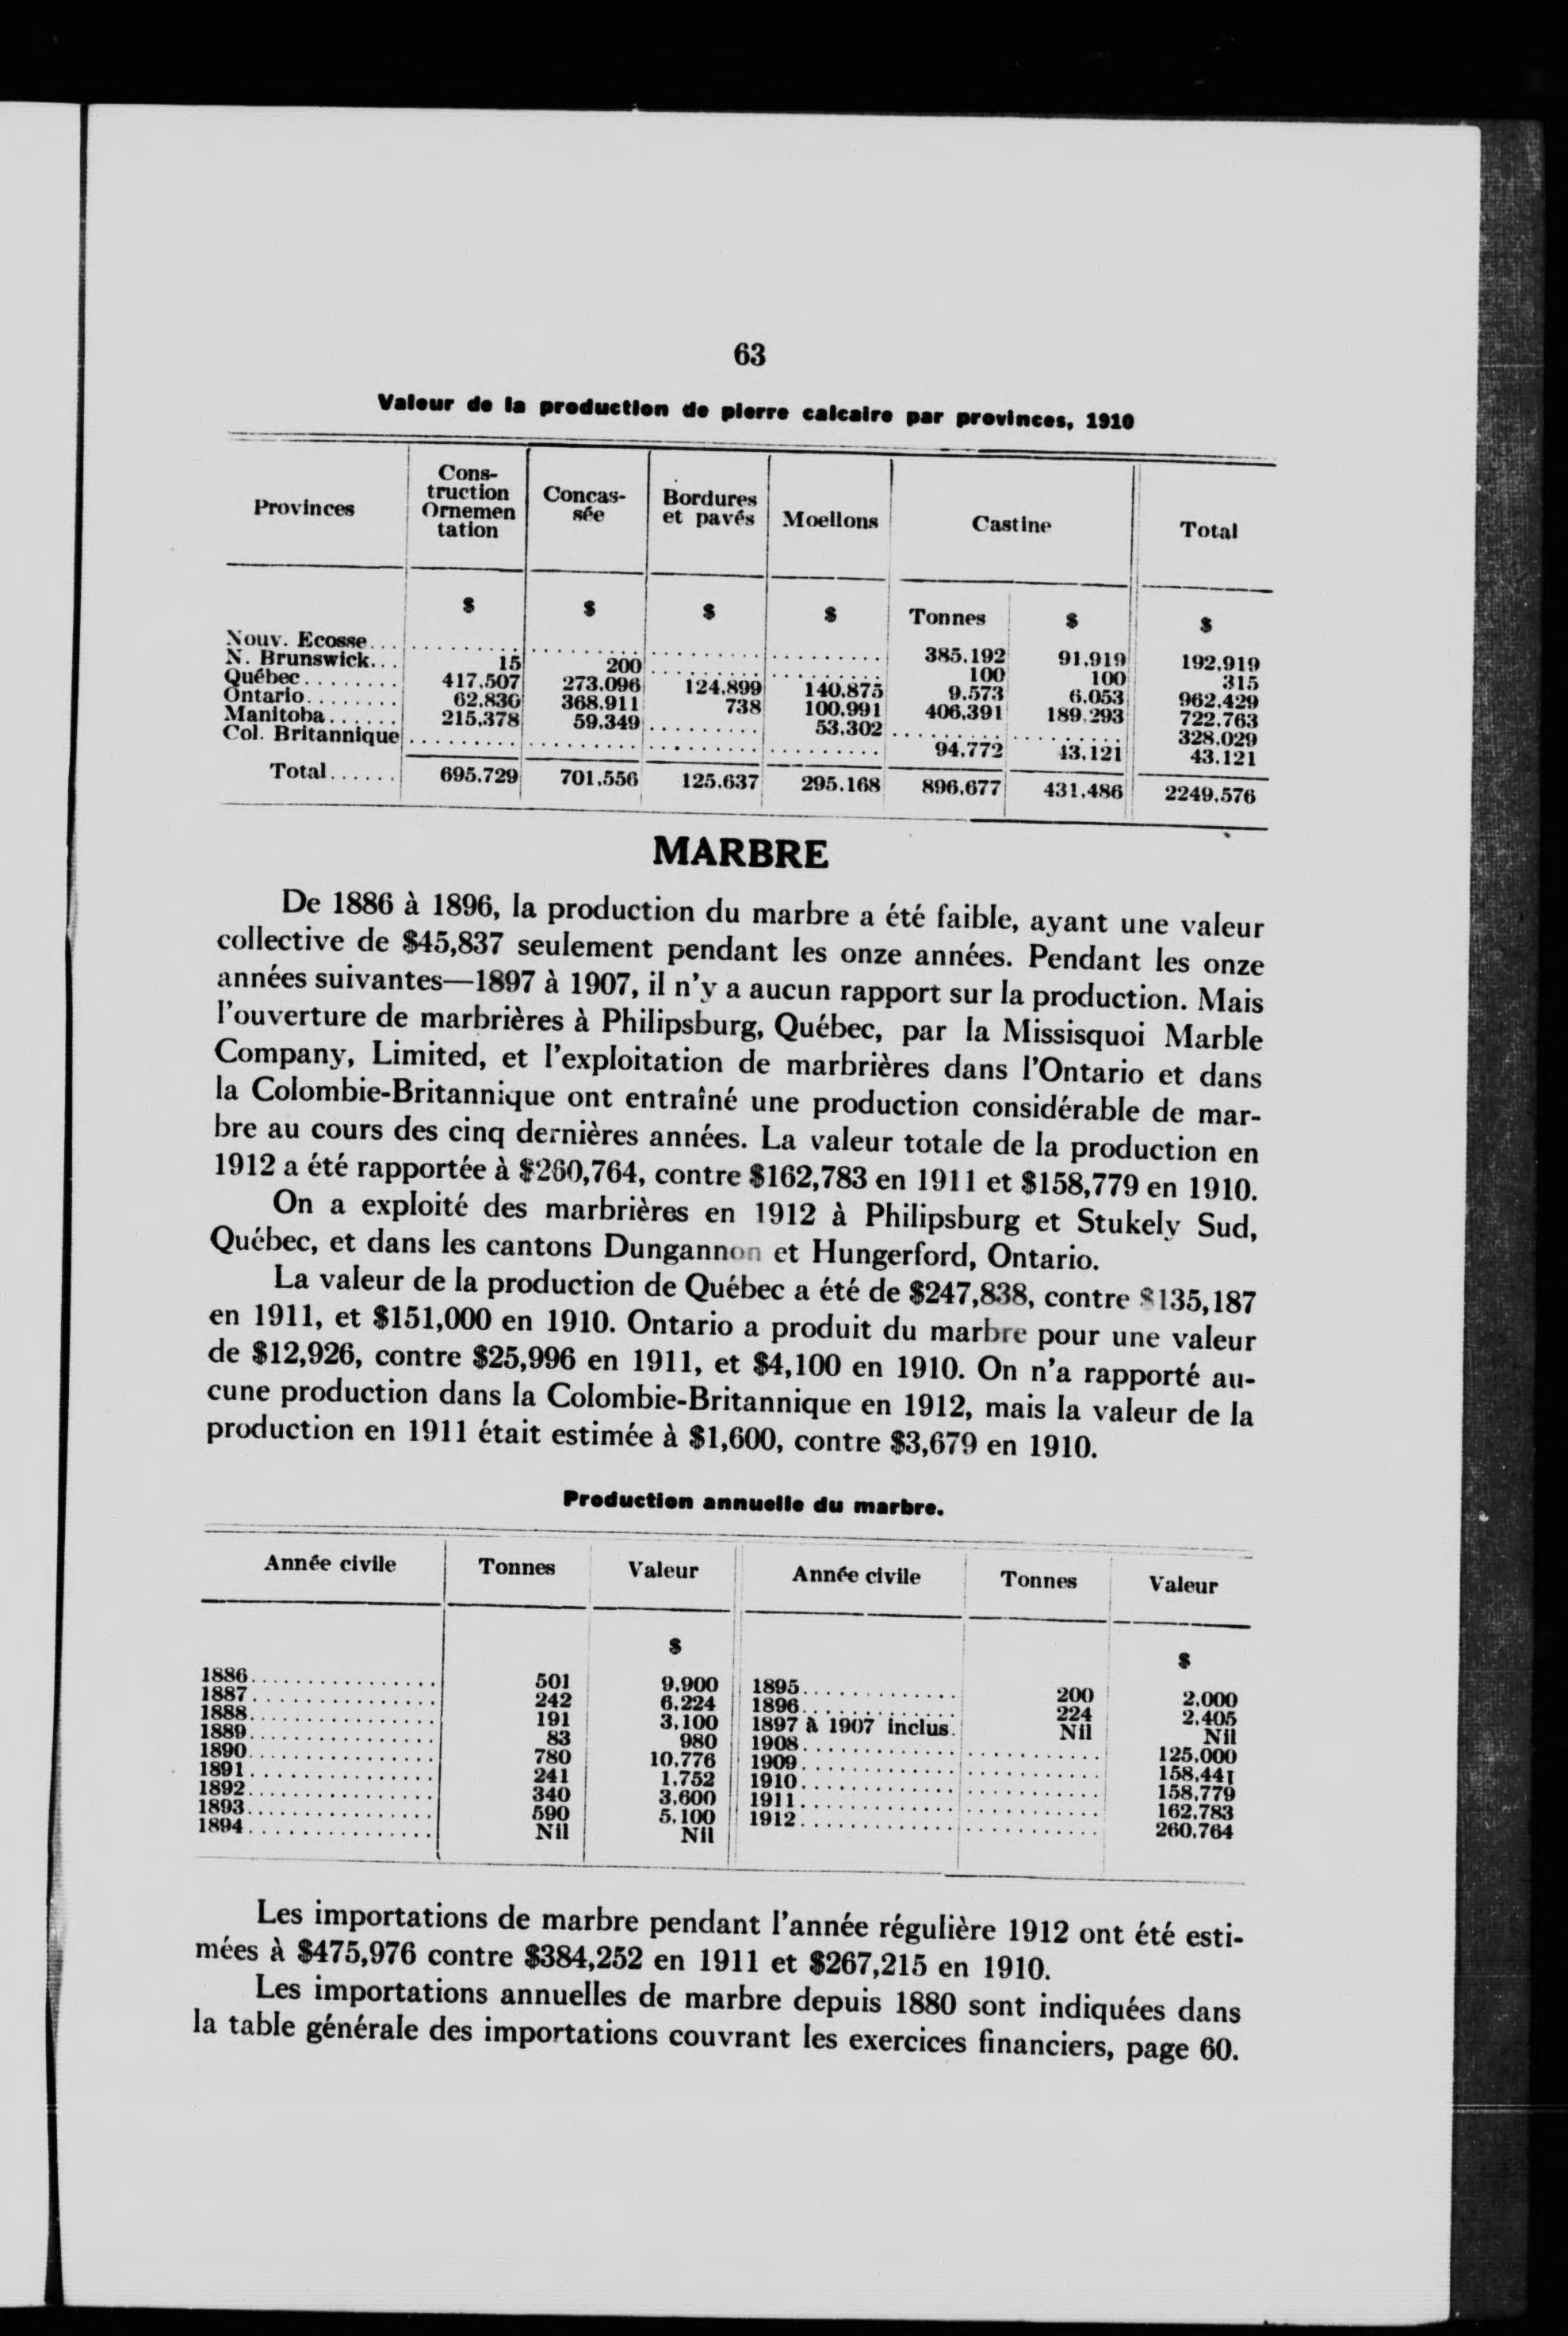 63
Valeur de la production de pierre calcaire par provinces, 1910
Provinces | Cons-truction Ornemen tation | Concas-sée | Bordures et pavés | Moellons | Castine | Total
$ | $ | $ | $ | Tonnes | $ | $
Nouv. Ecosse... | ......... | ......... | ......... | ......... | 385.192 | 91.919 | 192,919
N. Brunswick... | 15 | 200 | ......... | ......... | 100 | 100 | 315
Québec........ | 417.507 | 273.096 | 124.899 | 140.875 | 9.573 | 6.053 | 962.429
Ontario......... | 62.836 | 368.911 | 738 | 100.991 | 406.391 | 189.293 | 722.763
Manitoba...... | 215.378 | 59.349 | ......... | 53.302 | ......... | ......... | 328.029
Col. Britannique | ......... | ......... | ......... | ......... | 94.772 | 43.121 | 43.121
Total...... | 695.729 | 701.556 | 125.637 | 295.168 | 896.677 | 431.486 | 2249.576
MARBRE
De 1886 à 1896, la production du marbre a été faible, ayant une valeur
collective de $45,837 seulement pendant les onze années. Pendant les onze
années suivantes—1897 à 1907, il n'y a aucun rapport sur la production. Mais
l'ouverture de marbrières à Philipsburg, Québec, par la Missisquoi Marble
Company, Limited, et l'exploitation de marbrières dans l'Ontario et dans
la Colombie-Britannique ont entraîné une production considérable de mar-
bre au cours des cinq dernières années. La valeur totale de la production en
1912 a été rapportée à $260,764, contre $162,783 en 1911 et $158,779 en 1910.
On a exploité des marbrières en 1912 à Philipsburg et Stukely Sud,
Québec, et dans les cantons Dungannon et Hungerford, Ontario.
La valeur de la production de Québec a été de $247,838, contre $135,187
en 1911, et $151,000 en 1910. Ontario a produit du marbre pour une valeur
de $12,926, contre $25,996 en 1911, et $4,100 en 1910. On n'a rapporté au-
cune production dans la Colombie-Britannique en 1912, mais la valeur de la
production en 1911 était estimée à $1,600, contre $3,679 en 1910.
Production annuelle du marbre.
Année civile | Tonnes | Valeur | Année civile | Tonnes | Valeur
$ | $
1886................ | 501 | 9.900 | 1895............. | 200 | 2.000
1887................ | 242 | 6.224 | 1896............. | 224 | 2.405
1888................ | 191 | 3,100 | 1897 à 1907 inclus. | Nil | Nil
1889................ | 83 | 980 | 1908............. | ........... | 125.000
1890................ | 780 | 10.776 | 1909............. | ........... | 158,441
1891................ | 241 | 1.752 | 1910............. | ........... | 158.779
1892................ | 340 | 3,600 | 1911............. | ........... | 162.783
1893................ | 590 | 5.100 | 1912............. | ........... | 260.764
1894................ | Nil | Nil
Les importations de marbre pendant l'année régulière 1912 ont été esti-
mées à $475,976 contre $384,252 en 1911 et $267,215 en 1910.
Les importations annuelles de marbre depuis 1880 sont indiquées dans
la table générale des importations couvrant les exercices financiers, page 60.